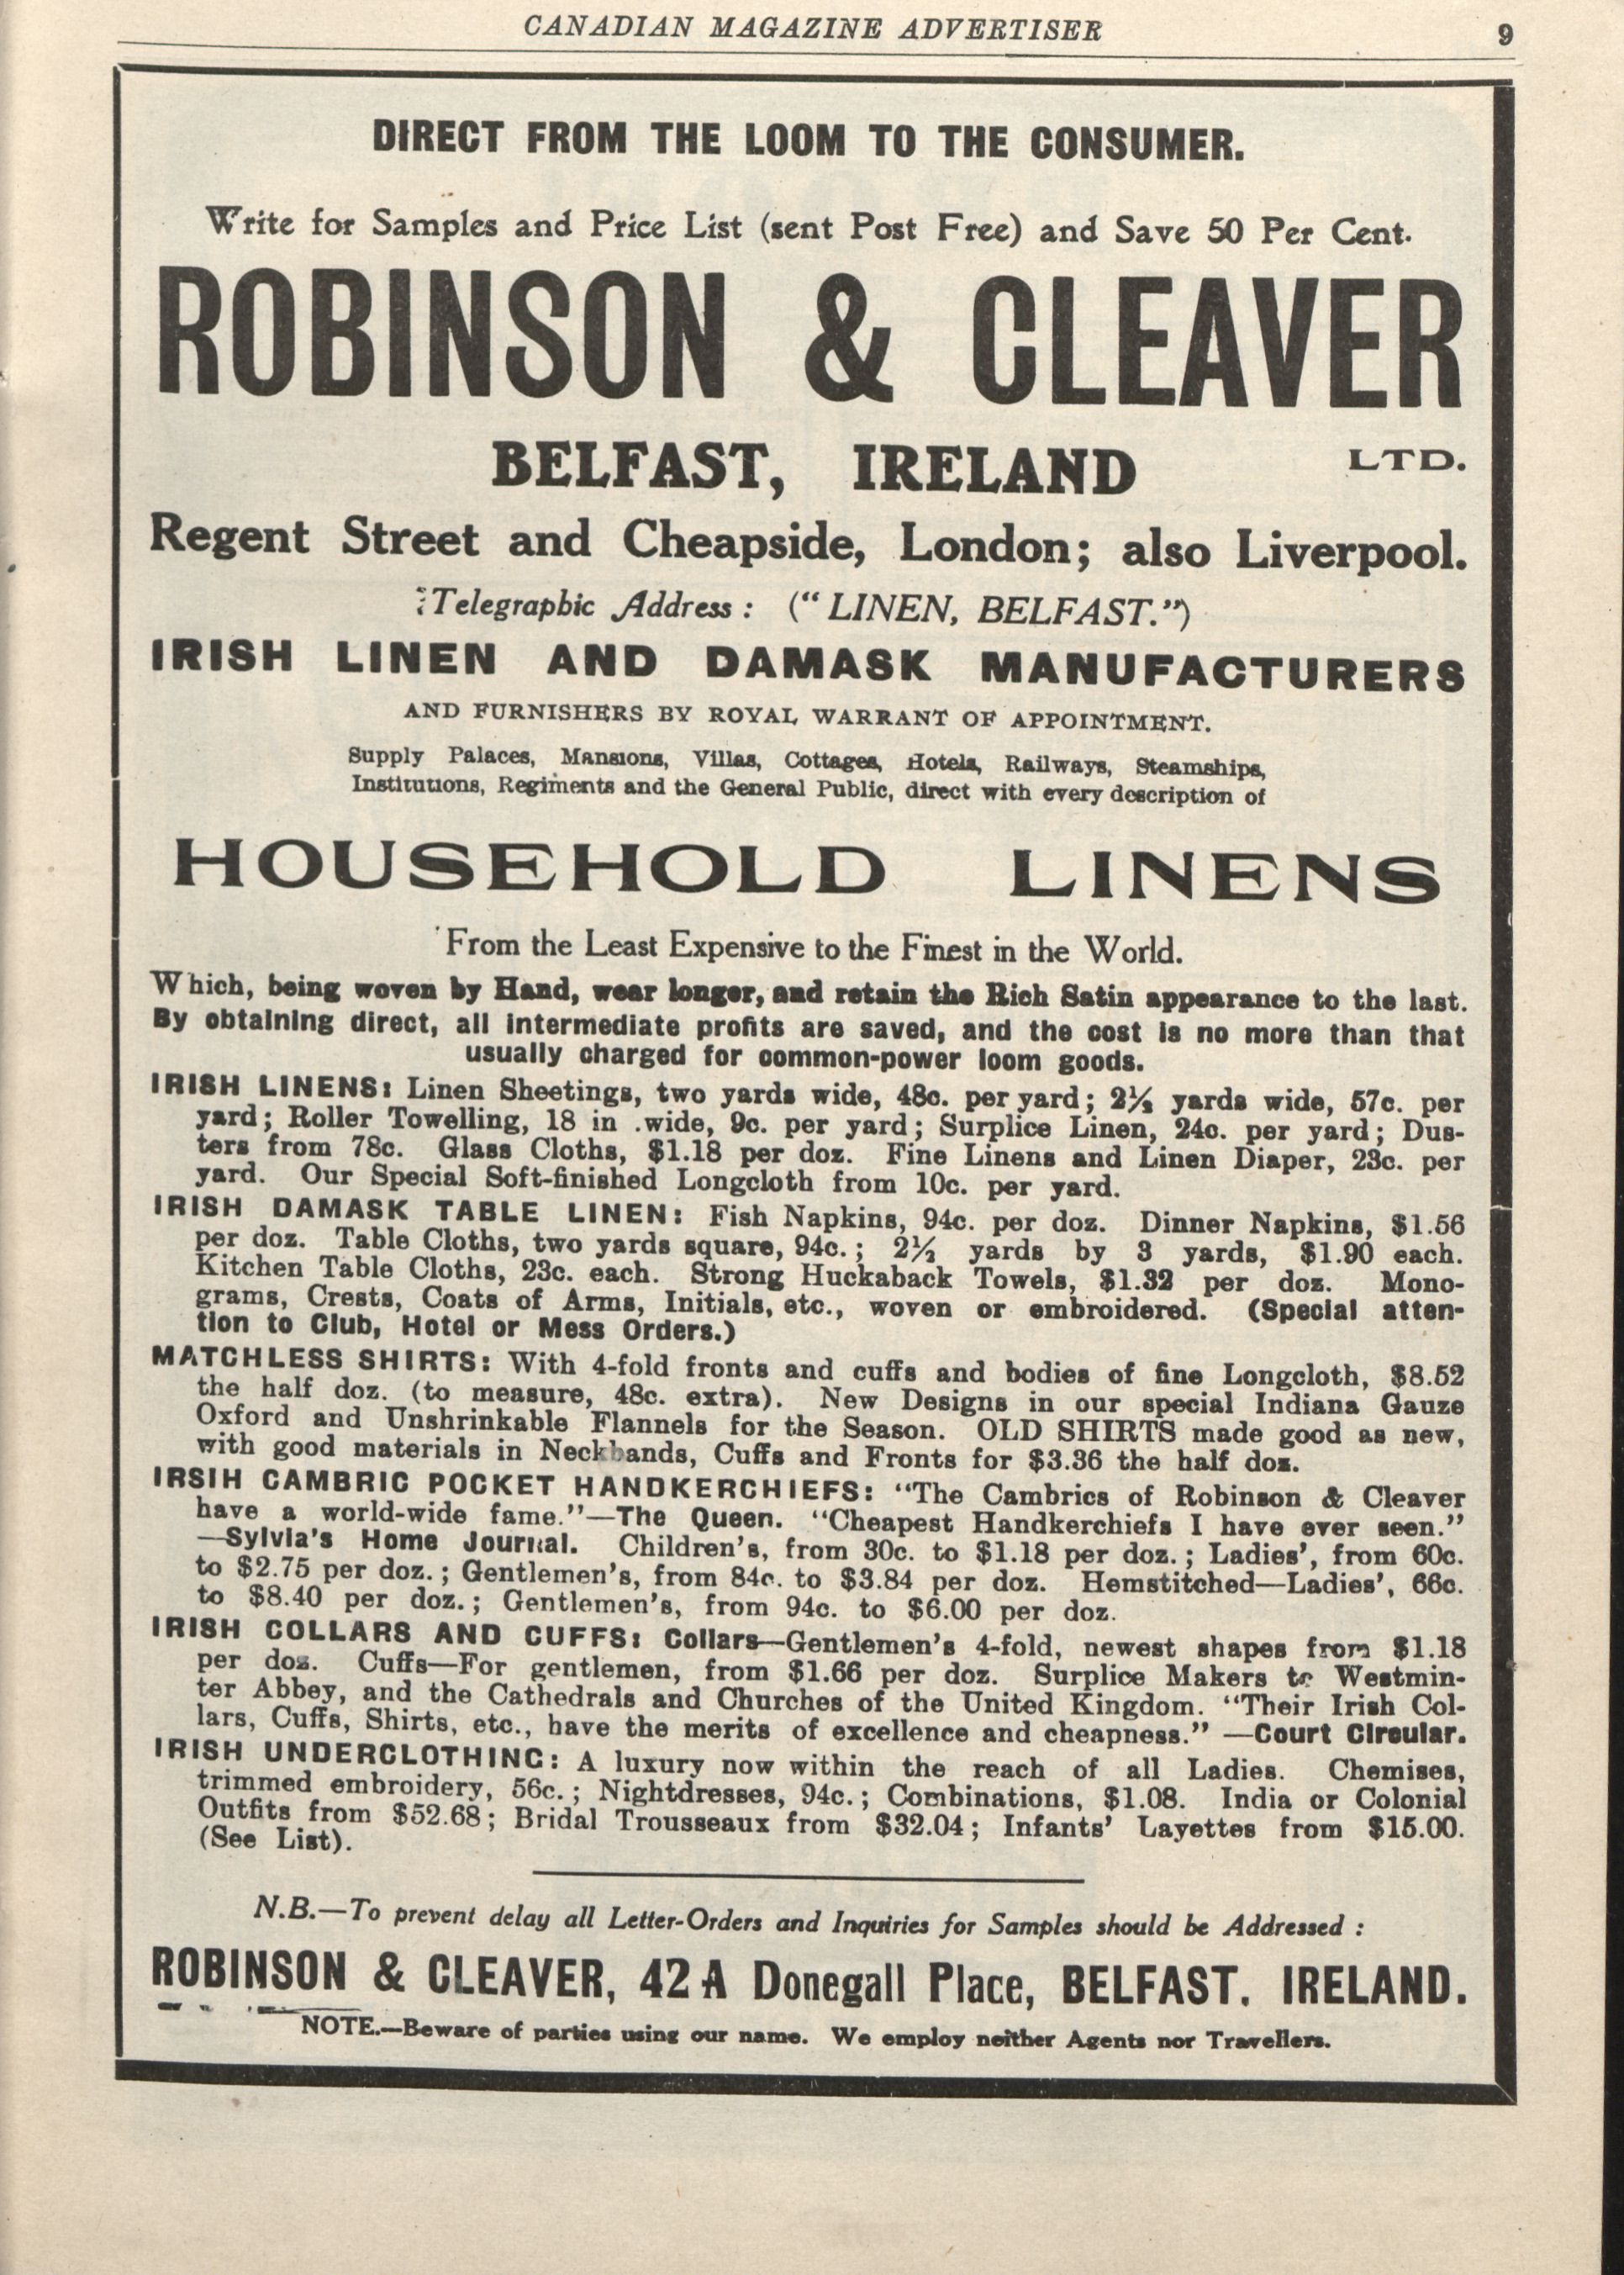 CANADIAN MAGAZINE ADVERTISER
9
DIRECT FROM THE LOOM TO THE CONSUMER.
Write for Samples and Price List (sent Post Free) and Save 50 Per Cent.
ROBINSON & CLEAVER
BELFAST, IRELAND LTD.
Regent Street and Cheapside, London; also Liverpool.
Telegraphic Address: (“LINEN, BELFAST.”)
IRISH LINEN AND DAMASK MANUFACTURERS
AND FURNISHERS BY ROYAL WARRANT OF APPOINTMENT.
Supply Palaces, Mansions, Villas, Cottages, Hotels, Railways, Steamships,
Institutions, Regiments and the General Public, direct with every description of
HOUSEHOLD LINENS
From the Least Expensive to the Finest in the World.
Which, being woven by Hand, wear longer, and retain the Rich Satin appearance to the last.
By obtaining direct, all intermediate profits are saved, and the cost is no more than that
usually charged for common-power loom goods.
IRISH LINENS: Linen Sheetings, two yards wide, 48c. per yard; 2½ yards wide, 57c. per
yard; Roller Towelling, 18 in .wide, 9c. per yard; Surplice Linen, 24c. per yard; Dus-
ters from 78c. Glass Cloths, $1.18 per doz. Fine Linens and Linen Diaper, 23c. per
yard. Our Special Soft-finished Longcloth from 10c. per yard.
IRISH DAMASK TABLE LINEN: Fish Napkins, 94c. per doz. Dinner Napkins, $1.56
per doz. Table Cloths, two yards square, 94c.; 2½ yards by 3 yards, $1.90 each.
Kitchen Table Cloths, 23c. each. Strong Huckaback Towels, $1.32 per doz. Mono-
grams, Crests, Coats of Arms, Initials, etc., woven or embroidered. (Special atten-
tion to Club, Hotel or Mess Orders.)
MATCHLESS SHIRTS: With 4-fold fronts and cuffs and bodies of fine Longcloth, $8.52
the half doz. (to measure, 48c. extra). New Designs in our special Indiana Gauze
Oxford and Unshrinkable Flannels for the Season. OLD SHIRTS made good as new,
with good materials in Neckbands, Cuffs and Fronts for $3.36 the half doz.
IRSIH CAMBRIC POCKET HANDKERCHIEFS: “The Cambrics of Robinson & Cleaver
have a world-wide fame.”—The Queen. “Cheapest Handkerchiefs I have ever seen.”
—Sylvia's Home Journal. Children's, from 30c. to $1.18 per doz.; Ladies', from 60c.
to $2.75 per doz.; Gentlemen's, from 84c. to $3.84 per doz. Hemstitched—Ladies', 66c.
to $8.40 per doz.; Gentlemen's, from 94c. to $6.00 per doz.
IRISH COLLARS AND CUFFS: Collars—Gentlemen's 4-fold, newest shapes from $1.18
per doz. Cuffs—For gentlemen, from $1.66 per doz. Surplice Makers to Westmin-
ter Abbey, and the Cathedrals and Churches of the United Kingdom. “Their Irish Col-
lars, Cuffs, Shirts, etc., have the merits of excellence and cheapness.” —Court Circular.
IRISH UNDERCLOTHING: A luxury now within the reach of all Ladies. Chemises,
trimmed embroidery, 56c.; Nightdresses, 94c.; Combinations, $1.08. India or Colonial
Outfits from $52.68; Bridal Trousseaux from $32.04; Infants' Layettes from $15.00.
(See List).
N.B.—To prevent delay all Letter-Orders and Inquiries for Samples should be Addressed:
ROBINSON & CLEAVER, 42 A Donegall Place, BELFAST, IRELAND.
NOTE.—Beware of parties using our name. We employ neither Agents nor Travellers.